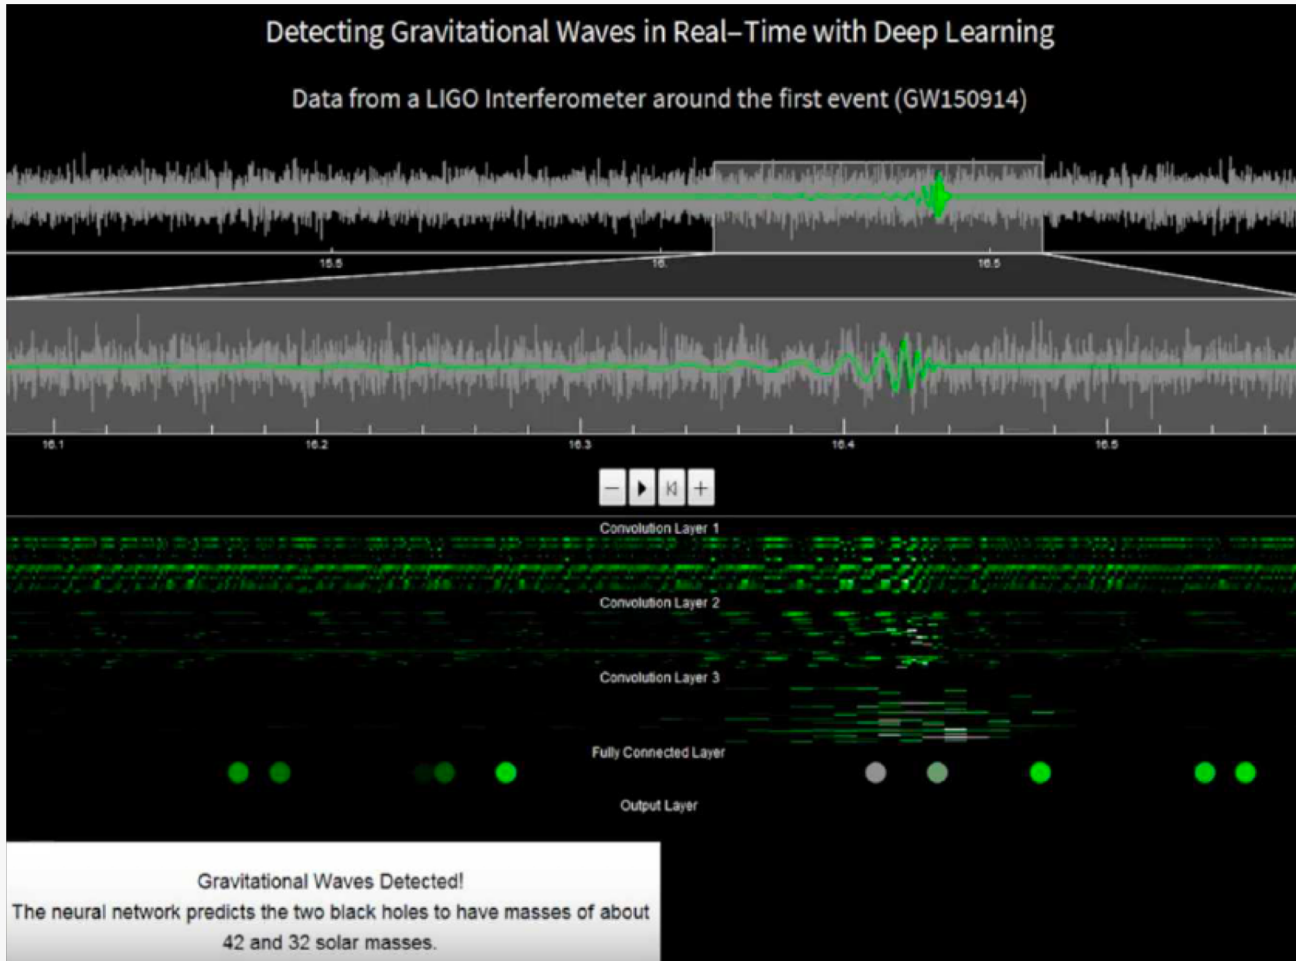 Detecting Gravitational Waves in Real-Time with Deep Learning
Data from a LIGO Interferometer around the first event (GW150914)
15.5 16. 16.5
16.1 16.2 16.3 16.4 16.5
Convolution Layer 1
Convolution Layer 2
Convolution Layer 3
Fully Connected Layer
Output Layer
Gravitational Waves Detected!
The neural network predicts the two black holes to have masses of about
42 and 32 solar masses.